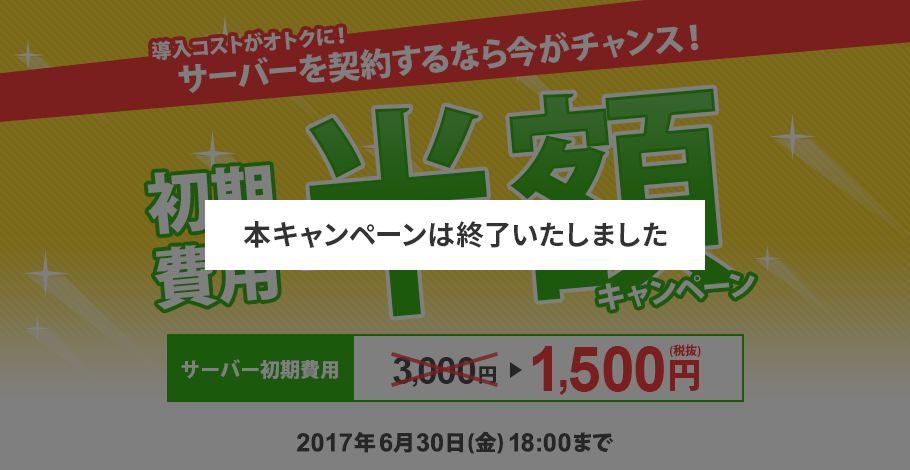 導入コストがオトクに！
サーバーを契約するなら今がチャンス！
初期
費用
半額
キャンペーン
本キャンペーンは終了いたしました
サーバー初期費用
3,000円
1,500円
(税抜)
2017年6月30日(金)18:00まで